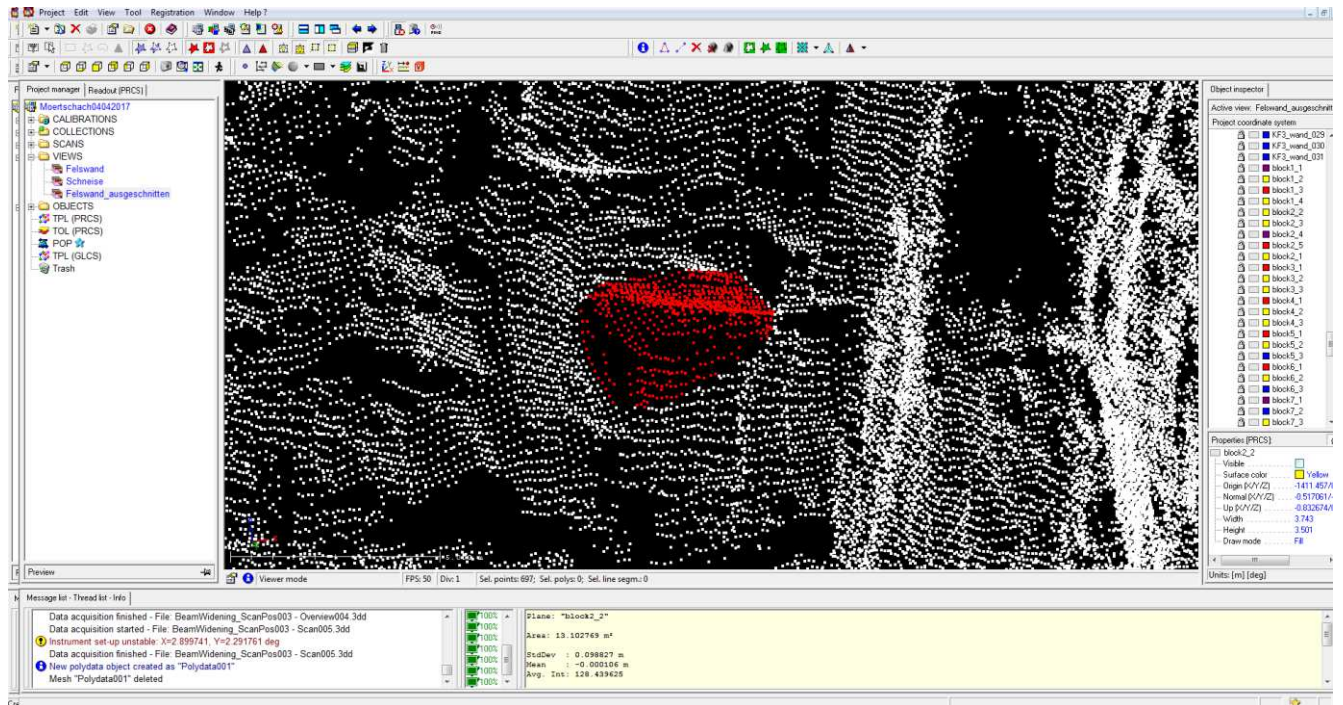 Project Edit View Tool Registration Window Help ?
Project manager Readout (PRCS)
Moertschach04042017
CALIBRATIONS
COLLECTIONS
SCANS
VIEWS
Felswand
Schneise
Felswand_ausgeschnitten
OBJECTS
TPL (PRCS)
TOL (PRCS)
POP
TPL (GLCS)
Trash
Preview
Viewer mode FPS: 50 Div: 1 Sel. points: 697; Sel. polys: 0; Sel. line segm.: 0
Object inspector
Active view: Felswand_ausgeschnitt
Project coordinate system
KF3_wand_029
KF3_wand_030
KF3_wand_031
block1_1
block1_2
block1_3
block1_4
block2_2
block2_3
block2_4
block2_5
block2_1
block3_1
block3_2
block3_3
block4_1
block4_2
block4_3
block5_1
block5_2
block5_3
block6_1
block6_2
block6_3
block7_1
block7_2
block7_3
Properties (PRCS)
block2_2
Visible
Surface color Yellow
Origin (X/Y/Z) -1411.457/
Normal (X/Y/Z) -0.517061/
Up (X/Y/Z) -0.832674/
Width 3.743
Height 3.501
Draw mode Fill
Units: [m] [deg]
Message list - Thread list - Info
Data acquisition finished - File: BeamWidening_ScanPos003 - Overview004.3dd
Data acquisition started - File: BeamWidening_ScanPos003 - Scan005.3dd
Instrument set-up unstable: X=2.899741, Y=2.291761 deg
Data acquisition finished - File: BeamWidening_ScanPos003 - Scan005.3dd
New polydata object created as "Polydata001"
Mesh "Polydata001" deleted
100%
100%
100%
100%
100%
100%
100%
Plane: "block2_2"
Area: 13.102769 m²
StdDev : 0.098827 m
Mean : -0.000106 m
Avg. Int: 128.439625